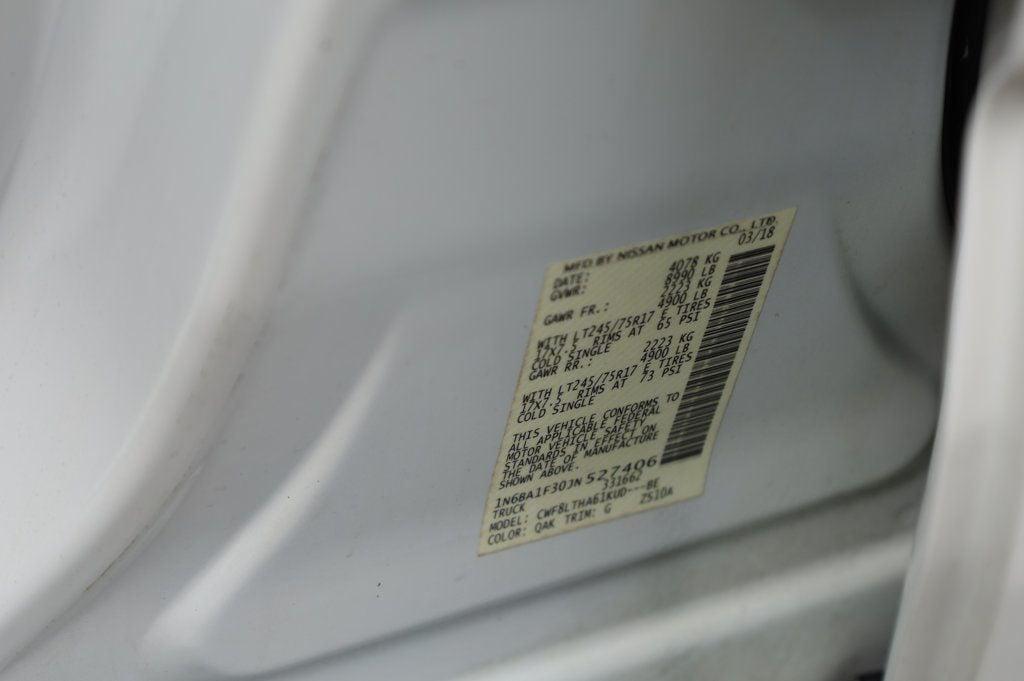 MFD.BY NISSAN MOTOR CO., LTD.
DATE: 03/18
GVWR: 4078 KG
8990 LB
GAWR FR.: 2223 KG
4900 LB
WITH LT245/75R17 E TIRES
17X7.5 RIMS AT 65 PSI
COLD SINGLE
GAWR RR.: 2223 KG
4900 LB
WITH LT245/75R17 E TIRES
17X7.5 RIMS AT 73 PSI
COLD SINGLE
THIS VEHICLE CONFORMS TO
ALL APPLICABLE FEDERAL
MOTOR VEHICLE SAFETY
STANDARDS IN EFFECT ON
THE DATE OF MANUFACTURE
SHOWN ABOVE.
1N6BA1F30JN 527406
TRUCK 331662
MODEL: CWF8LTHA61KUD---BE
COLOR: QAK TRIM: G Z510A